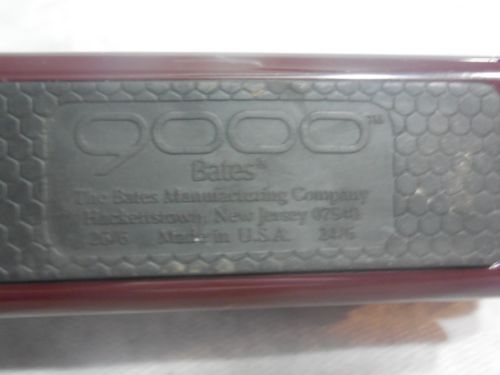 9000™
Bates®
The Bates Manufacturing Company
Hackettstown, New Jersey 07840
26/6 Made in U.S.A. 24/6